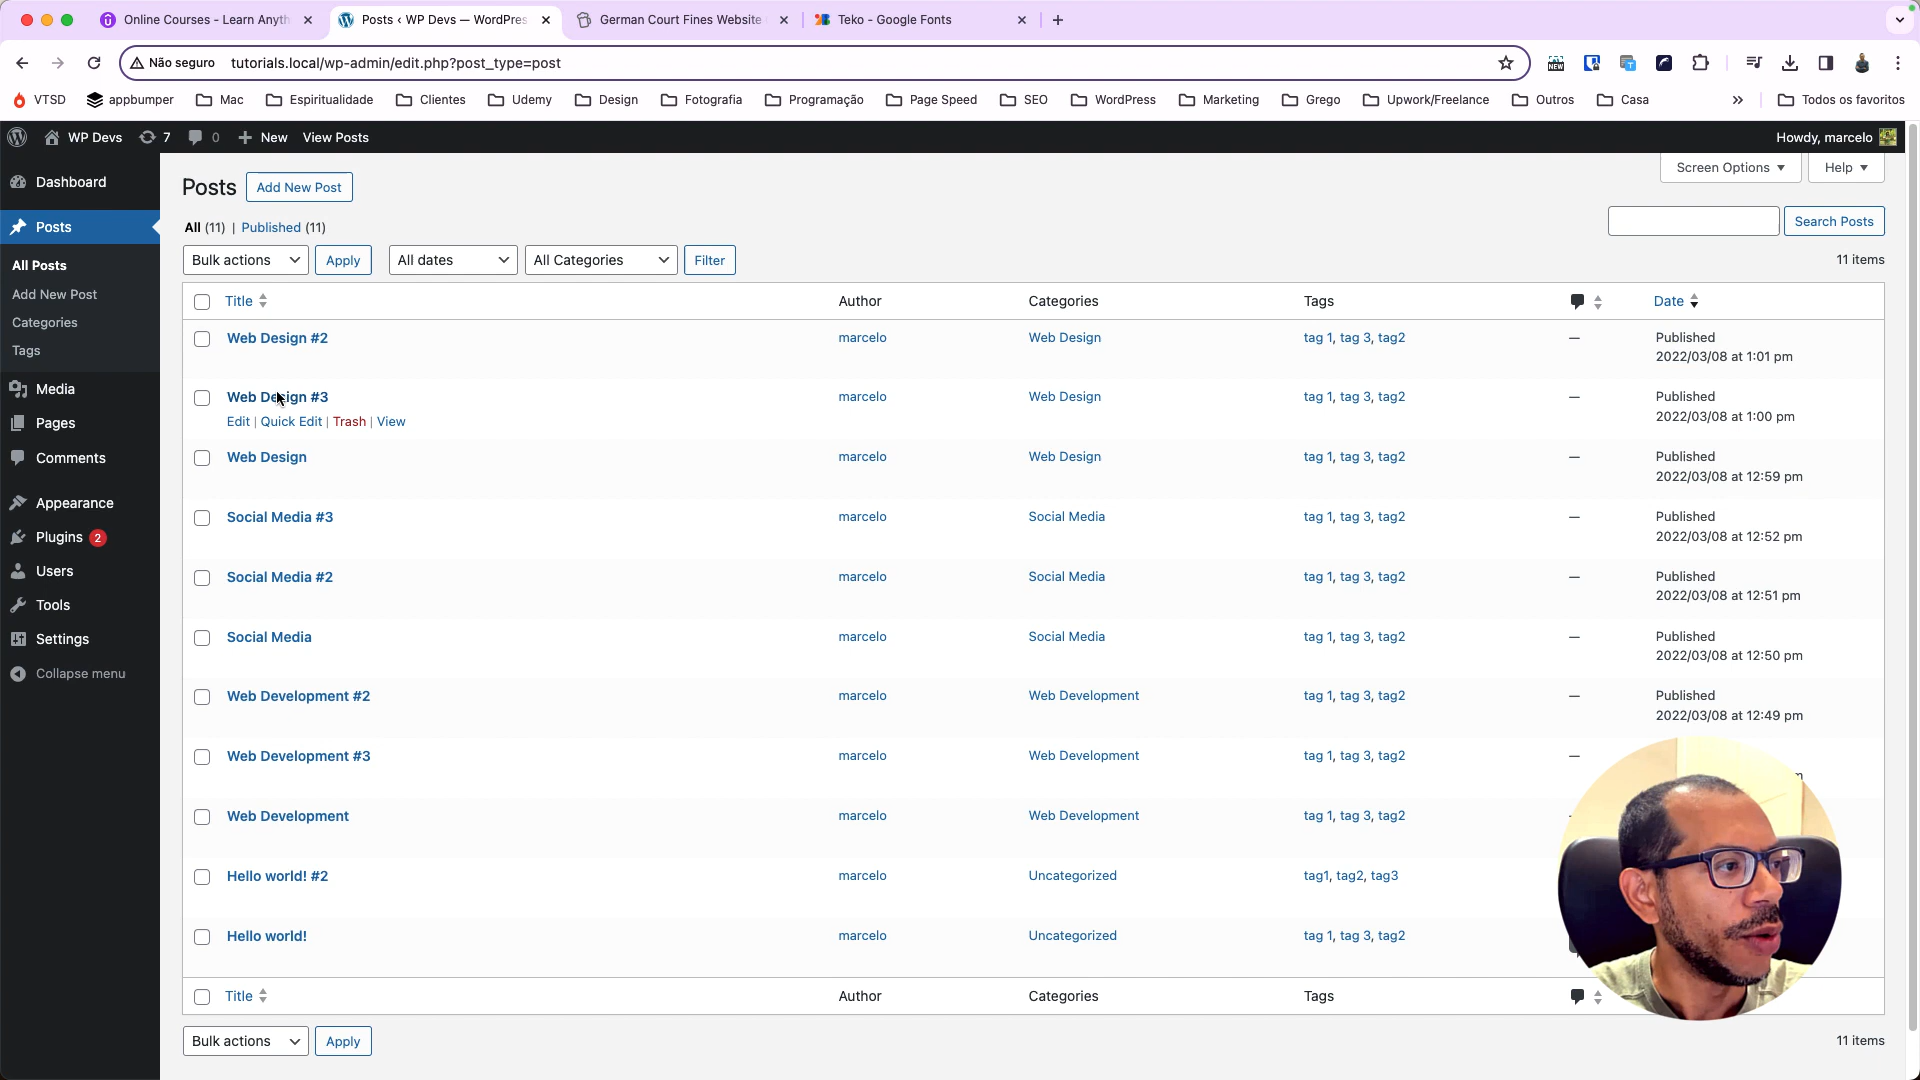 Online Courses - Learn Anyth
Posts ‹ WP Devs — WordPres
German Court Fines Website
Teko - Google Fonts
Não seguro
tutorials.local/wp-admin/edit.php?post_type=post
NEW
VTSD
appbumper
Mac
Espiritualidade
Clientes
Udemy
Design
Fotografia
Programação
Page Speed
SEO
WordPress
Marketing
Grego
Upwork/Freelance
Outros
Casa
»
Todos os favoritos
WP Devs
7
0
New
View Posts
Howdy, marcelo
Dashboard
Posts
All Posts
Add New Post
Categories
Tags
Media
Pages
Comments
Appearance
Plugins 2
Users
Tools
Settings
Collapse menu
Posts
Add New Post
Screen Options
Help
All (11) | Published (11)
Search Posts
Bulk actions
Apply
All dates
All Categories
Filter
11 items
Title Author Categories Tags Date
Web Design #2 marcelo Web Design tag 1, tag 3, tag2 — Published
2022/03/08 at 1:01 pm
Web Design #3 marcelo Web Design tag 1, tag 3, tag2 — Published
Edit | Quick Edit | Trash | View 2022/03/08 at 1:00 pm
Web Design marcelo Web Design tag 1, tag 3, tag2 — Published
2022/03/08 at 12:59 pm
Social Media #3 marcelo Social Media tag 1, tag 3, tag2 — Published
2022/03/08 at 12:52 pm
Social Media #2 marcelo Social Media tag 1, tag 3, tag2 — Published
2022/03/08 at 12:51 pm
Social Media marcelo Social Media tag 1, tag 3, tag2 — Published
2022/03/08 at 12:50 pm
Web Development #2 marcelo Web Development tag 1, tag 3, tag2 — Published
2022/03/08 at 12:49 pm
Web Development #3 marcelo Web Development tag 1, tag 3, tag2 —
Web Development marcelo Web Development tag 1, tag 3, tag2
Hello world! #2 marcelo Uncategorized tag1, tag2, tag3
Hello world! marcelo Uncategorized tag 1, tag 3, tag2
Title Author Categories Tags
Bulk actions
Apply
11 items